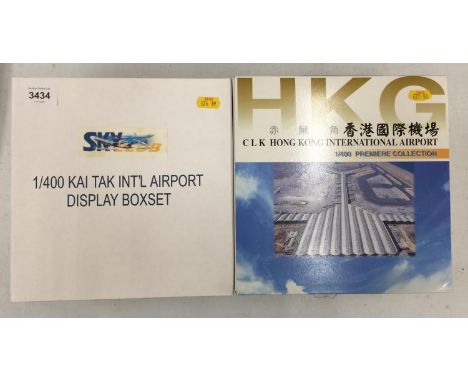 3434
SKY
1/400 KAI TAK INT'L AIRPORT
DISPLAY BOXSET
HKG
赤鱲角 香港國際機場
CLK HONG KONG INTERNATIONAL AIRPORT
1/400 PREMIERE COLLECTION